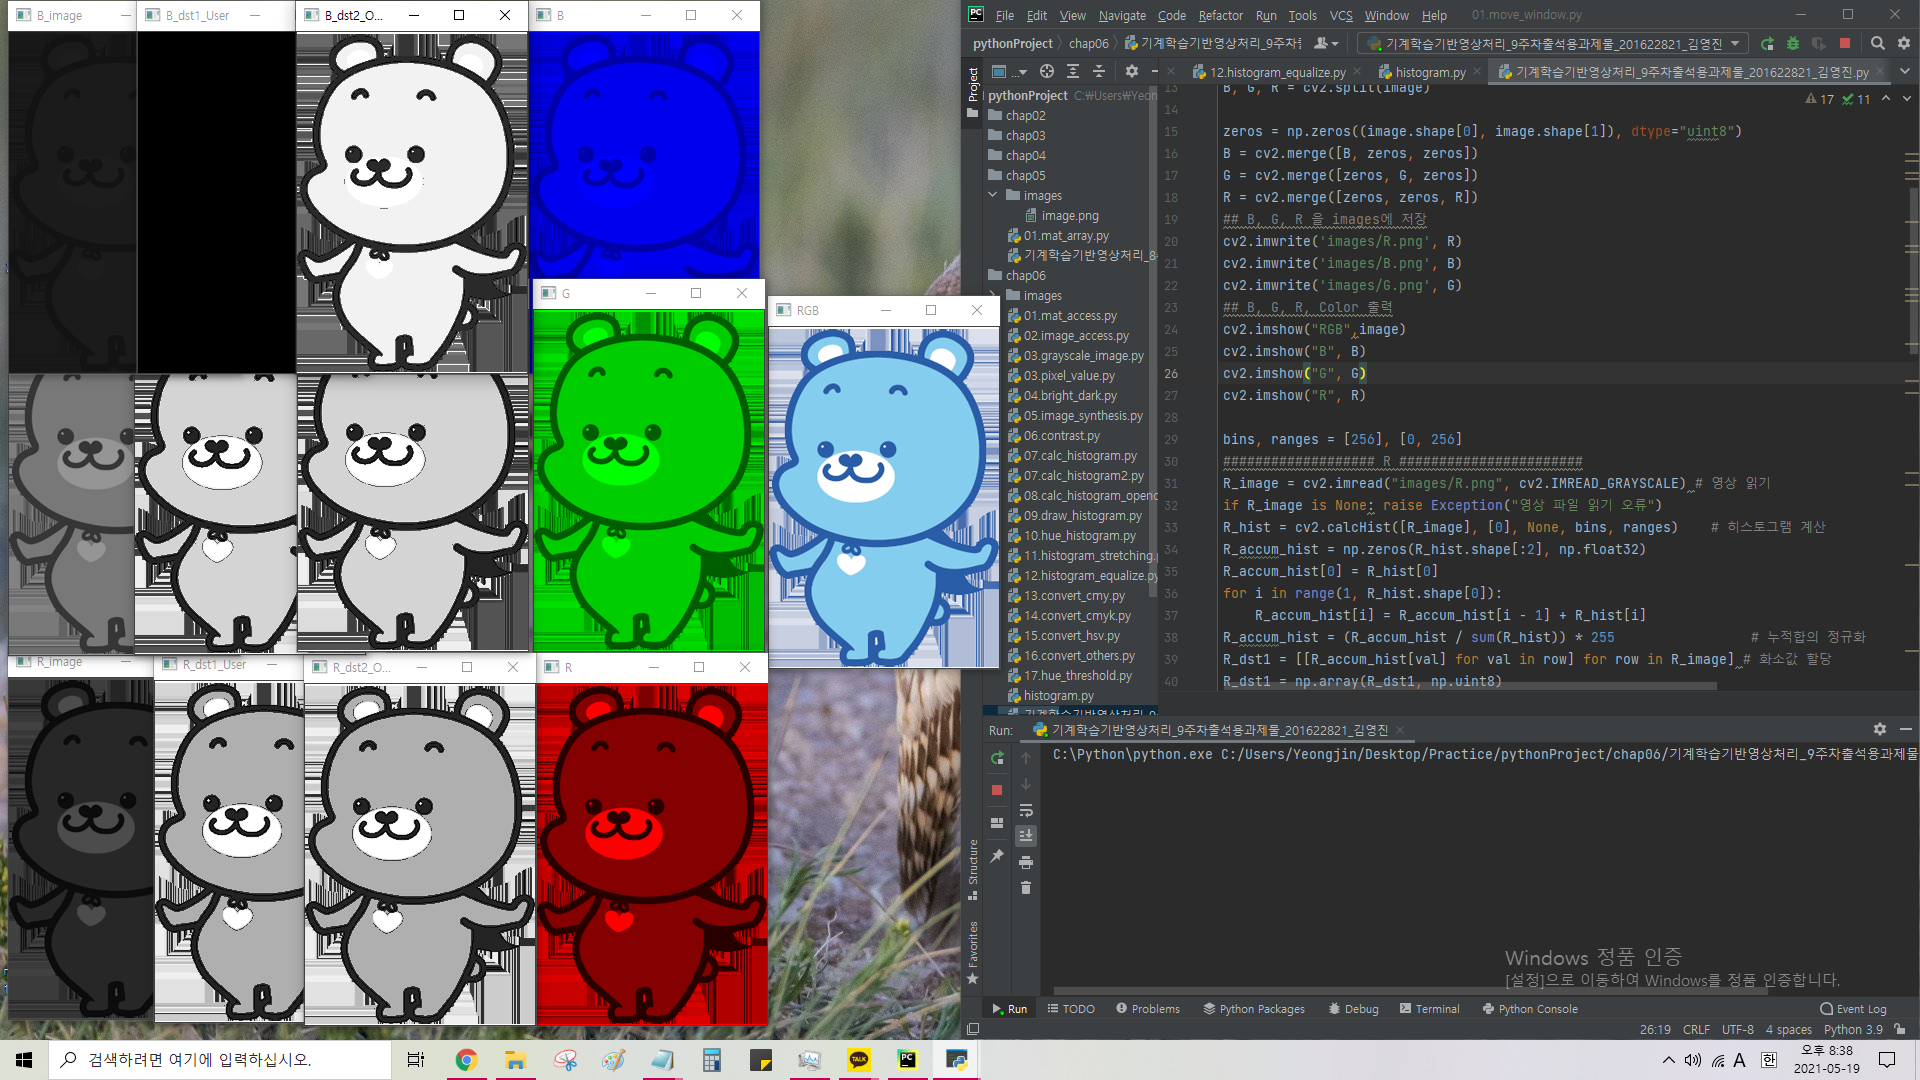 B_image
B_dst1_User
B_dst2_O...
B
G
RGB
R_image
R_dst1_User
R_dst2_O...
R
File Edit View Navigate Code Refactor Run Tools VCS Window Help 01.move_window.py
pythonProject chap06 기계학습기반영상처리_9주차출
기계학습기반영상처리_9주차출석용과제물_201622821_김영진
Project
...
12.histogram_equalize.py
histogram.py
기계학습기반영상처리_9주차출석용과제물_201622821_김영진.py
17 11
pythonProject C:₩Users₩Yeon
chap02
chap03
chap04
chap05
images
image.png
01.mat_array.py
기계학습기반영상처리_8
chap06
images
01.mat_access.py
02.image_access.py
03.grayscale_image.py
03.pixel_value.py
04.bright_dark.py
05.image_synthesis.py
06.contrast.py
07.calc_histogram.py
07.calc_histogram2.py
08.calc_histogram_openc
09.draw_histogram.py
10.hue_histogram.py
11.histogram_stretching.
12.histogram_equalize.py
13.convert_cmy.py
14.convert_cmyk.py
15.convert_hsv.py
16.convert_others.py
17.hue_threshold.py
histogram.py
13 B, G, R = cv2.split(image)
14
15 zeros = np.zeros((image.shape[0], image.shape[1]), dtype="uint8")
16 B = cv2.merge([B, zeros, zeros])
17 G = cv2.merge([zeros, G, zeros])
18 R = cv2.merge([zeros, zeros, R])
19 ## B, G, R 을 images에 저장
20 cv2.imwrite('images/R.png', R)
21 cv2.imwrite('images/B.png', B)
22 cv2.imwrite('images/G.png', G)
23 ## B, G, R, Color 출력
24 cv2.imshow("RGB",image)
25 cv2.imshow("B", B)
26 cv2.imshow("G", G)
27 cv2.imshow("R", R)
28
29 bins, ranges = [256], [0, 256]
30 ################### R #######################
31 R_image = cv2.imread("images/R.png", cv2.IMREAD_GRAYSCALE) # 영상 읽기
32 if R_image is None: raise Exception("영상 파일 읽기 오류")
33 R_hist = cv2.calcHist([R_image], [0], None, bins, ranges) # 히스토그램 계산
34 R_accum_hist = np.zeros(R_hist.shape[:2], np.float32)
35 R_accum_hist[0] = R_hist[0]
36 for i in range(1, R_hist.shape[0]):
37 R_accum_hist[i] = R_accum_hist[i - 1] + R_hist[i]
38 R_accum_hist = (R_accum_hist / sum(R_hist)) * 255 # 누적합의 정규화
39 R_dst1 = [[R_accum_hist[val] for val in row] for row in R_image] # 화소값 할당
40 R_dst1 = np.array(R_dst1, np.uint8)
Run: 기계학습기반영상처리_9주차출석용과제물_201622821_김영진
C:\Python\python.exe C:/Users/Yeongjin/Desktop/Practice/pythonProject/chap06/기계학습기반영상처리_9주차출석용과제물
Structure
Favorites
Windows 정품 인증
[설정]으로 이동하여 Windows를 정품 인증합니다.
Run TODO Problems Python Packages Debug Terminal Python Console Event Log
26:19 CRLF UTF-8 4 spaces Python 3.9
검색하려면 여기에 입력하십시오.
TALK
PC
A 한
오후 8:38
2021-05-19